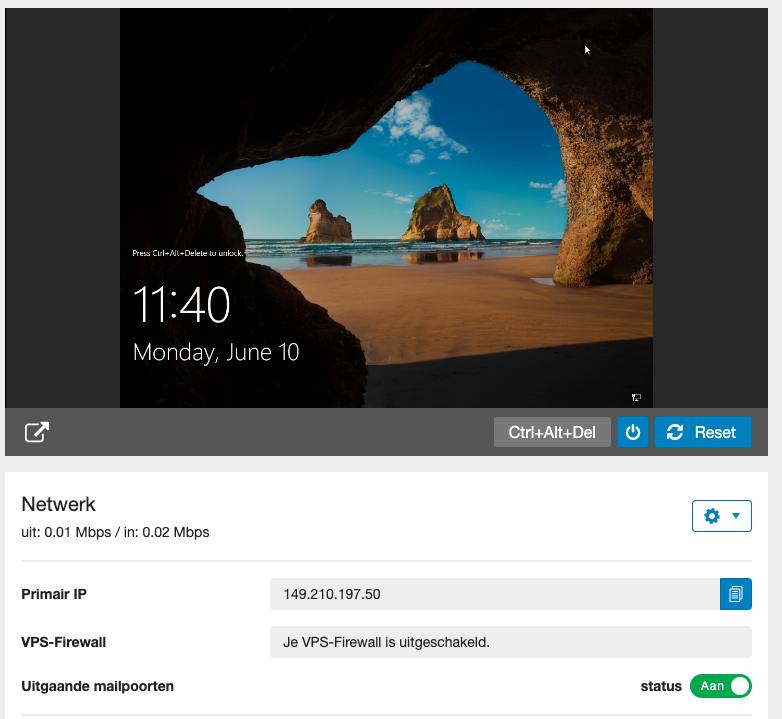 Press Ctrl+Alt+Delete to unlock.
11:40
Monday, June 10
Ctrl+Alt+Del
Reset
Netwerk
uit: 0.01 Mbps / in: 0.02 Mbps
Primair IP 149.210.197.50
VPS-Firewall Je VPS-Firewall is uitgeschakeld.
Uitgaande mailpoorten status Aan